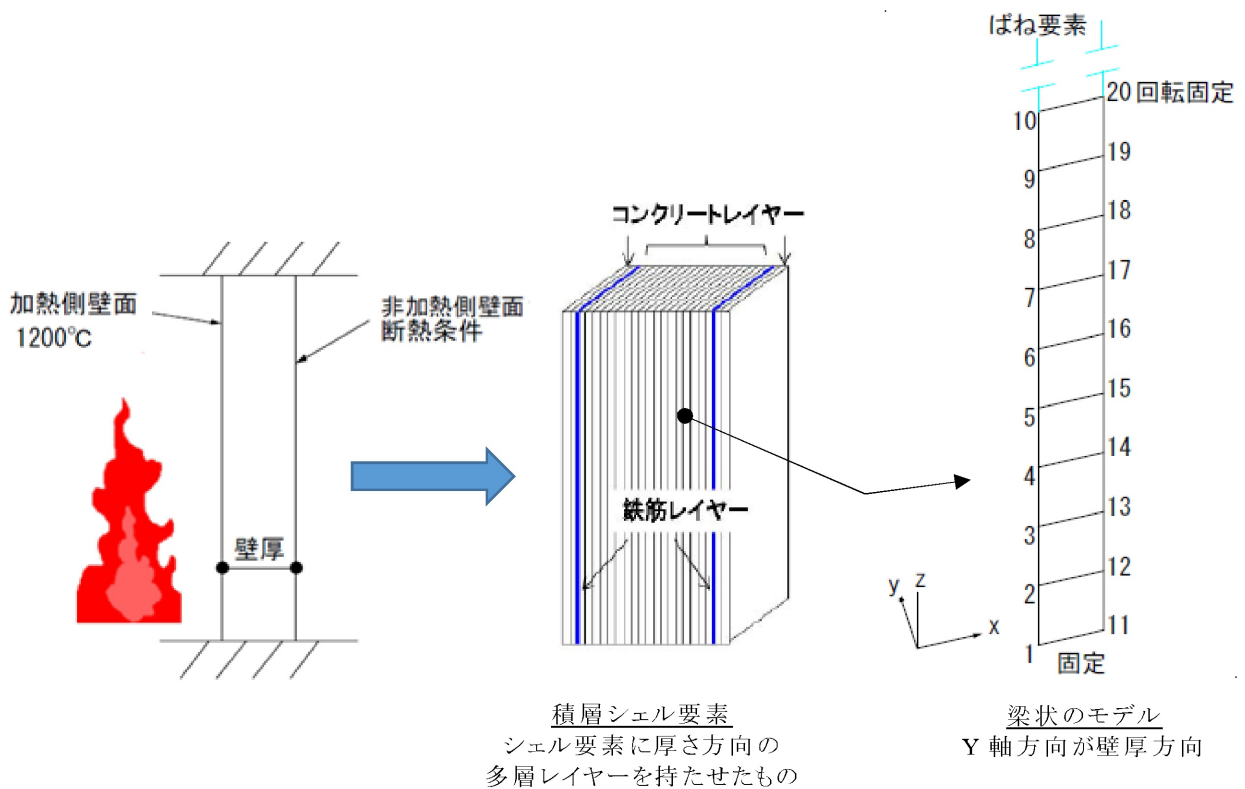 加熱側壁面
1200℃
非加熱側壁面
断熱条件
壁厚
コンクリートレイヤー
鉄筋レイヤー
積層シェル要素
シェル要素に厚さ方向の
多層レイヤーを持たせたもの
ばね要素
20 回転固定
10
19
9
18
8
17
7
16
6
15
5
14
4
13
3
12
2
11
1
固定
y
z
x
梁状のモデル
Y 軸方向が壁厚方向